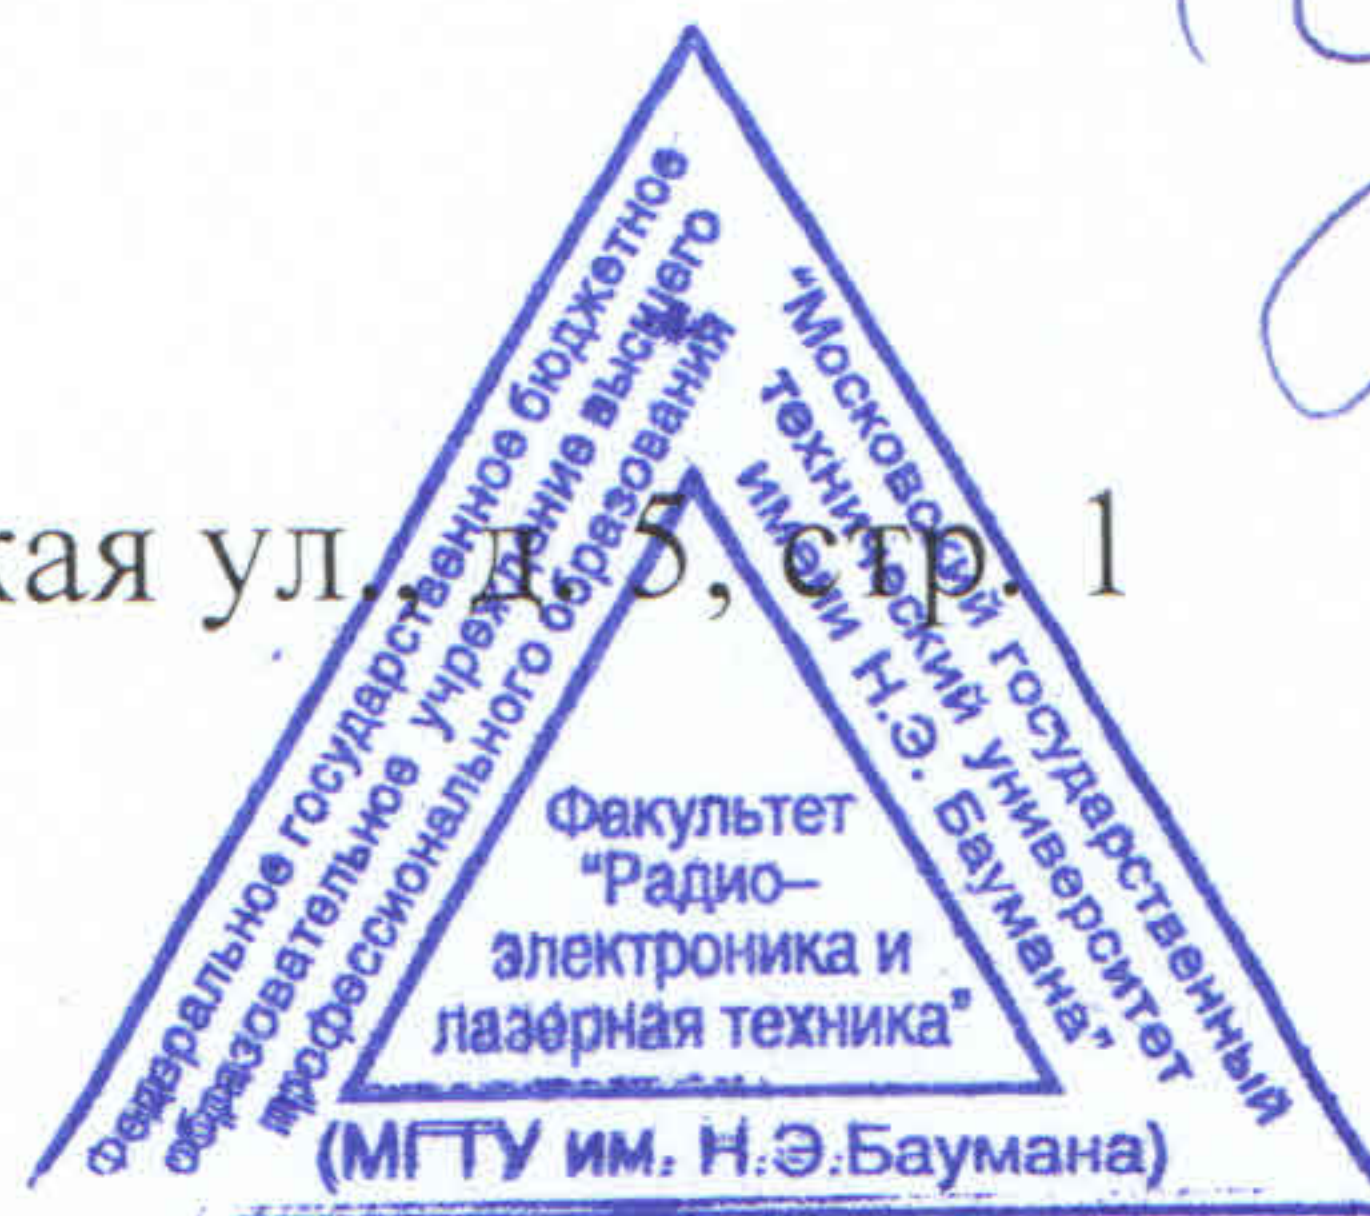 Федеральное государственное бюджетное
образовательное учреждение высшего
профессионального образования
"Московский государственный
технический университет
имени Н.Э. Баумана"
кая ул., д. 5, стр. 1
Факультет
"Радио–
электроника и
лазерная техника"
(МГТУ им. Н.Э.Баумана)